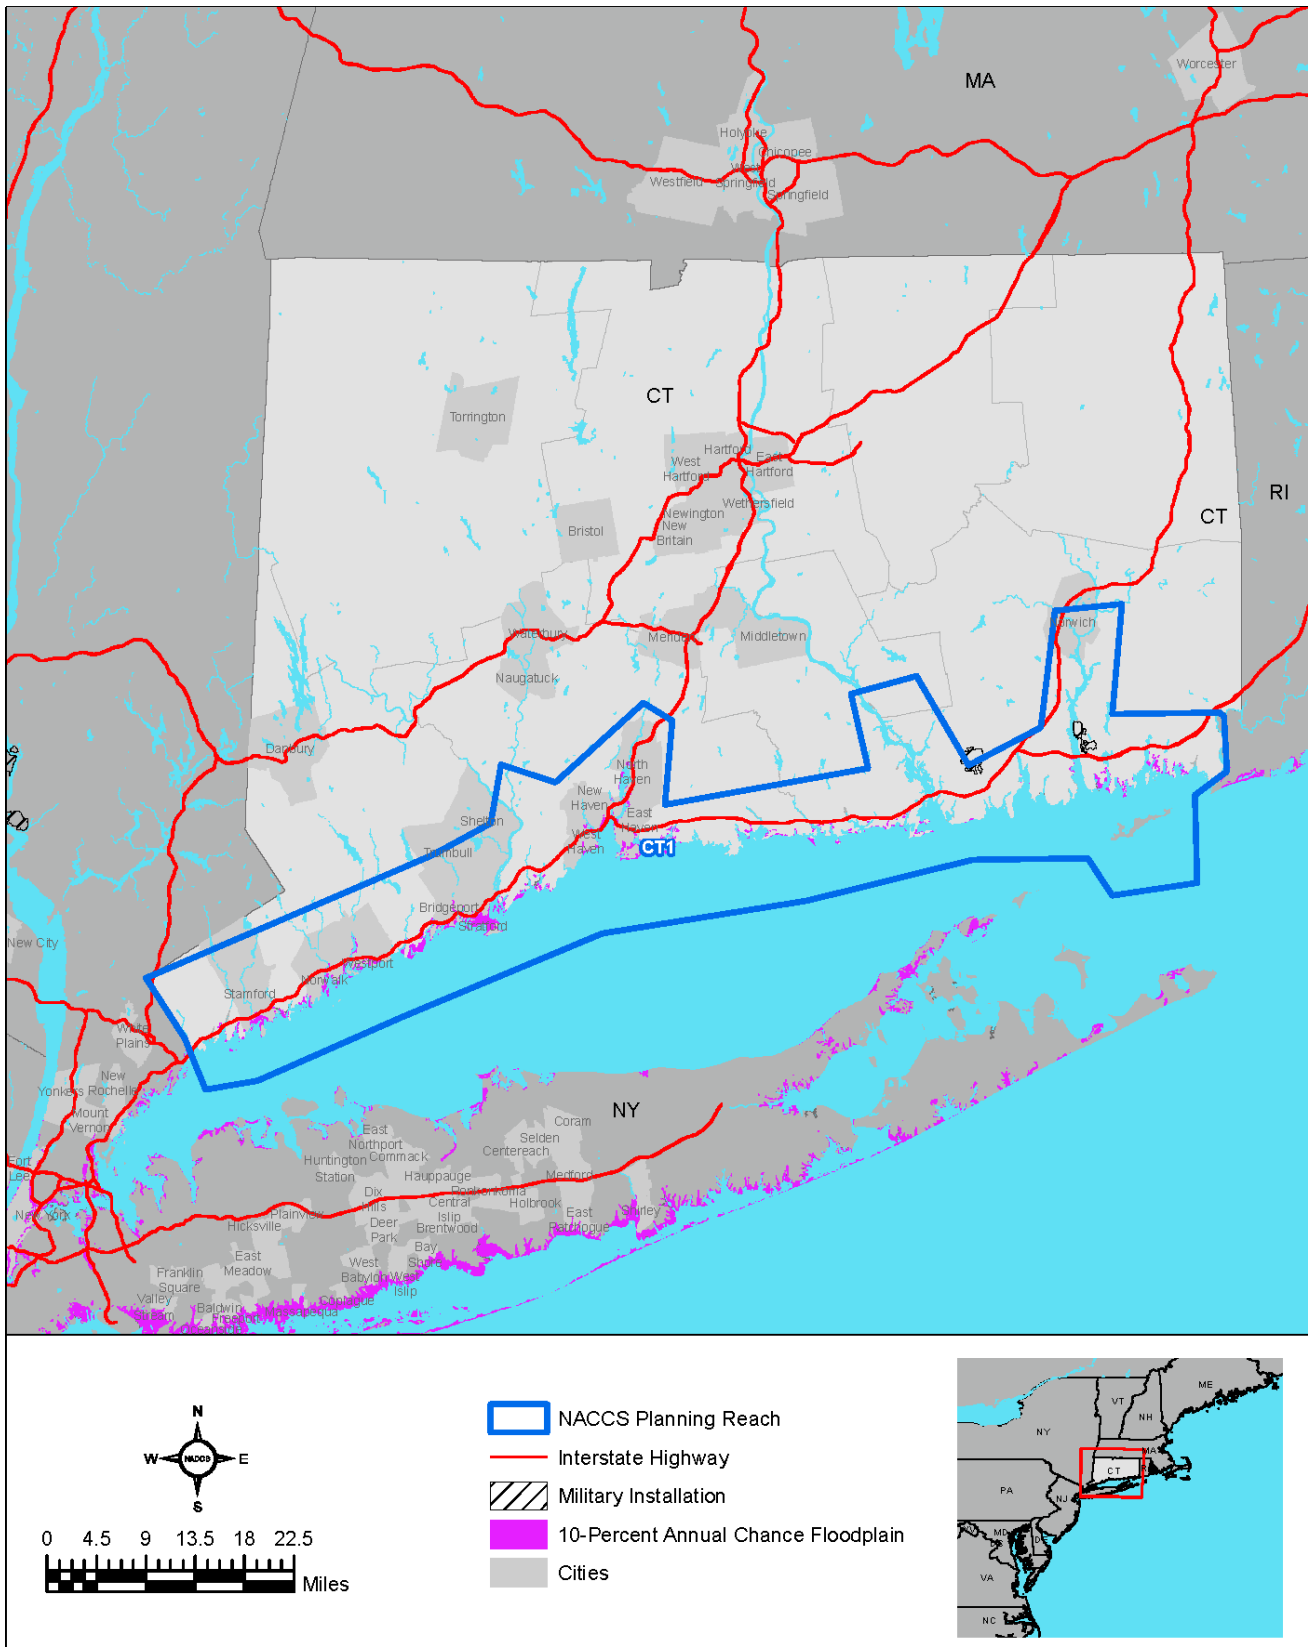 MA
Worcester
Holyoke
Chicopee
West
Springfield
Westfield
Springfield
CT
Torrington
Hartford
West
Hartford
East
Hartford
Wethersfield
Newington
New
Britain
Bristol
RI
CT
Waterbury
Middletown
Naugatuck
Danbury
North
Haven
New
Haven
East
Haven
West
Haven
CT1
Shelton
Trumbull
Bridgeport
Stratford
Westport
Norwalk
Stamford
New City
White
Plains
New
Rochelle
Yonkers
Mount
Vernon
Fort
Lee
New York
NY
Coram
Selden
Centereach
East
Northport
Commack
Huntington
Station
Hauppauge
Medford
Ronkonkoma
Holbrook
Dix
Hills
Central
Islip
Brentwood
Plainview
Hicksville
Deer
Park
East
Patchogue
Shirley
Bay
Shore
East
Meadow
West
Babylon
West
Islip
Franklin
Square
Valley
Baldwin
Copiague
N
W
E
S
NACCS
0 4.5 9 13.5 18 22.5
Miles
NACCS Planning Reach
Interstate Highway
Military Installation
10-Percent Annual Chance Floodplain
Cities
ME
VT
NH
NY
MA
CT
PA
NJ
MD
VA
NC